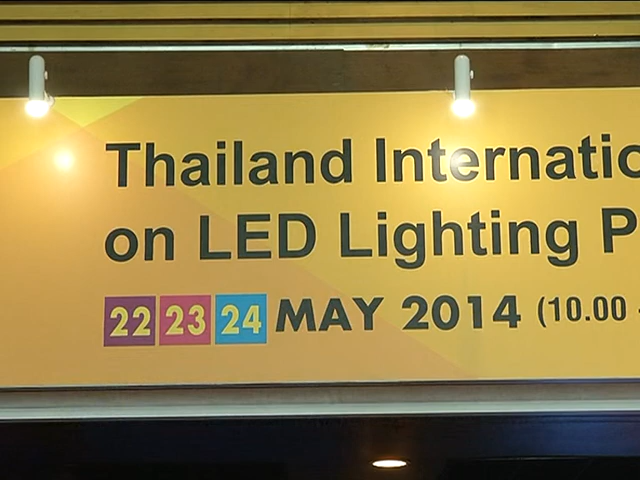 Thailand Internatio
on LED Lighting P
22 23 24 MAY 2014 (10.00 -